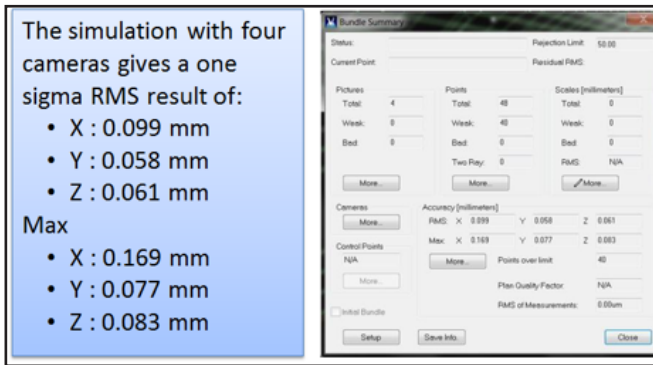 The simulation with four
cameras gives a one
sigma RMS result of:
• X : 0.099 mm
• Y : 0.058 mm
• Z : 0.061 mm
Max
• X : 0.169 mm
• Y : 0.077 mm
• Z : 0.083 mm
Bundle Summary
Status: Rejection Limit: 50.00
Current Point: Residual RMS:
Pictures Points Scales [millimeters]
Total: 4 Total: 48 Total: 0
Weak: 0 Weak: 40 Weak: 0
Bad: 0 Bad: 0 Bad: 0
Two Ray: 0 RMS: N/A
More... More... More...
Cameras Accuracy [millimeters]
More... RMS: X 0.099 Y 0.058 Z 0.061
Max: X 0.169 Y 0.077 Z 0.083
Control Points
N/A More... Points over limit: 40
More... Plan Quality Factor: N/A
RMS of Measurements: 0.00um
Initial Bundle
Setup Save Info. Close